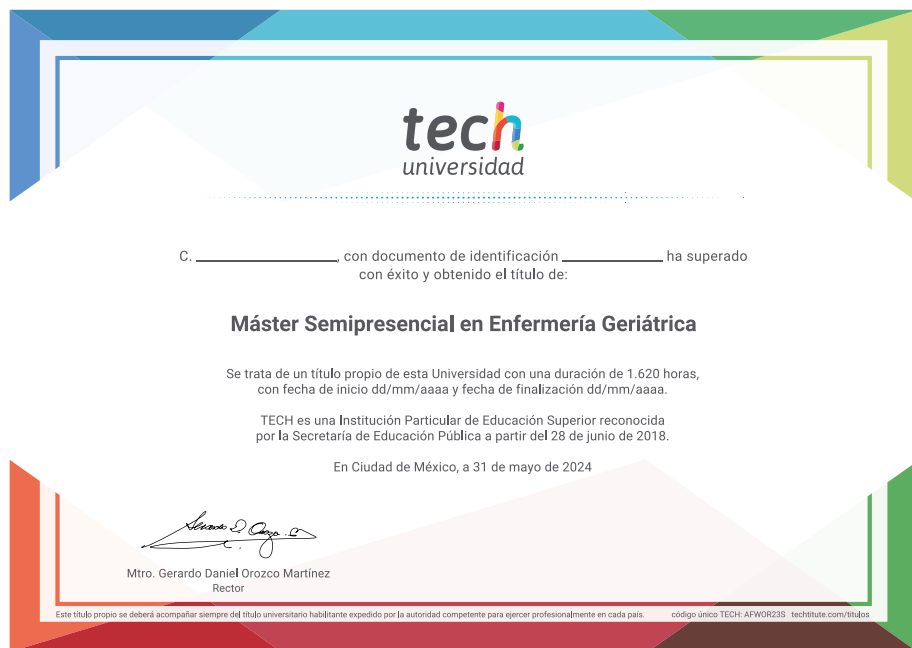 tech
universidad
C. ____________________, con documento de identificación ______________ ha superado
con éxito y obtenido el título de:
Máster Semipresencial en Enfermería Geriátrica
Se trata de un título propio de esta Universidad con una duración de 1.620 horas,
con fecha de inicio dd/mm/aaaa y fecha de finalización dd/mm/aaaa.
TECH es una Institución Particular de Educación Superior reconocida
por la Secretaría de Educación Pública a partir del 28 de junio de 2018.
En Ciudad de México, a 31 de mayo de 2024
Mtro. Gerardo Daniel Orozco Martínez
Rector
Este título propio se deberá acompañar siempre del título universitario habilitante expedido por la autoridad competente para ejercer profesionalmente en cada país. código único TECH: AFWOR23S techtitute.com/titulos